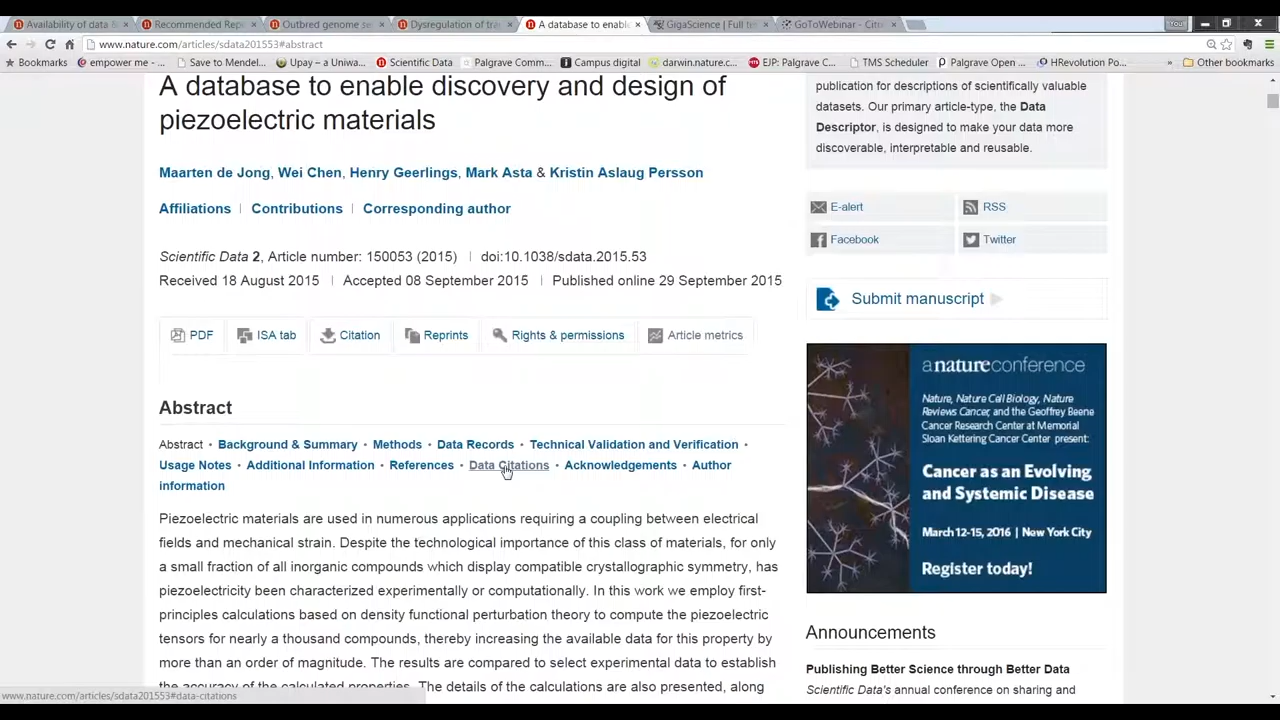 Availability of data &
Recommended Rep
Outbred genome se
Dysregulation of tra
A database to enable
GigaScience | Full te
GoToWebinar - Citr
You!
www.nature.com/articles/sdata201553#abstract
Bookmarks
empower me - ...
Save to Mendel...
Upay – a Uniwa...
Scientific Data
Palgrave Comm...
Campus digital
darwin.nature.c...
EJP: Palgrave C...
TMS Scheduler
Palgrave Open ...
HRevolution Po...
»
Other bookmarks
A database to enable discovery and design of
piezoelectric materials
Maarten de Jong, Wei Chen, Henry Geerlings, Mark Asta & Kristin Aslaug Persson
Affiliations | Contributions | Corresponding author
Scientific Data 2, Article number: 150053 (2015) | doi:10.1038/sdata.2015.53
Received 18 August 2015 | Accepted 08 September 2015 | Published online 29 September 2015
PDF
ISA tab
Citation
Reprints
Rights & permissions
Article metrics
Abstract
Abstract • Background & Summary • Methods • Data Records • Technical Validation and Verification •
Usage Notes • Additional Information • References • Data Citations • Acknowledgements • Author
information
Piezoelectric materials are used in numerous applications requiring a coupling between electrical
fields and mechanical strain. Despite the technological importance of this class of materials, for only
a small fraction of all inorganic compounds which display compatible crystallographic symmetry, has
piezoelectricity been characterized experimentally or computationally. In this work we employ first-
principles calculations based on density functional perturbation theory to compute the piezoelectric
tensors for nearly a thousand compounds, thereby increasing the available data for this property by
more than an order of magnitude. The results are compared to select experimental data to establish
the accuracy of the calculated properties. The details of the calculations are also presented, along
www.nature.com/articles/sdata201553#data-citations
publication for descriptions of scientifically valuable
datasets. Our primary article-type, the Data
Descriptor, is designed to make your data more
discoverable, interpretable and reusable.
E-alert
RSS
Facebook
Twitter
Submit manuscript
a nature conference
Nature, Nature Cell Biology, Nature
Reviews Cancer, and the Geoffrey Beene
Cancer Research Center at Memorial
Sloan Kettering Cancer Center present:
Cancer as an Evolving
and Systemic Disease
March 12-15, 2016 | New York City
Register today!
Announcements
Publishing Better Science through Better Data
Scientific Data's annual conference on sharing and